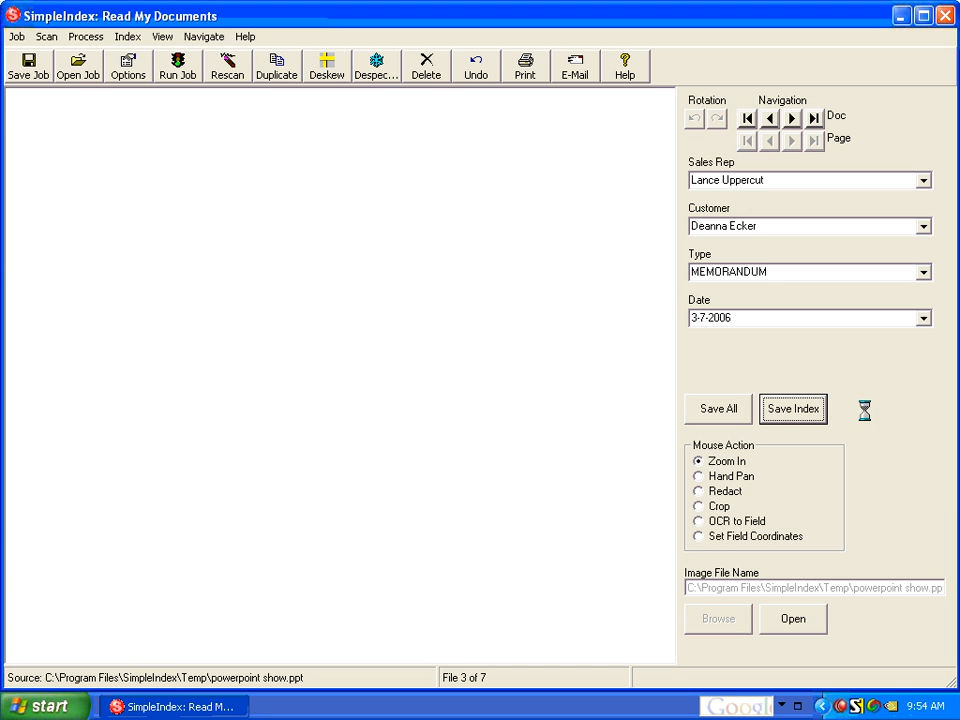 SimpleIndex: Read My Documents
Job Scan Process Index View Navigate Help
Save Job Open Job Options Run Job Rescan Duplicate Deskew Despec... Delete Undo Print E-Mail Help
Rotation Navigation
Doc
Page
Sales Rep
Lance Uppercut
Customer
Deanna Ecker
Type
MEMORANDUM
Date
3-7-2006
Save All Save Index
Mouse Action
Zoom In
Hand Pan
Redact
Crop
OCR to Field
Set Field Coordinates
Image File Name
C:\Program Files\SimpleIndex\Temp\powerpoint show.pp
Browse Open
Source: C:\Program Files\SimpleIndex\Temp\powerpoint show.ppt File 3 of 7
start SimpleIndex: Read M... Google 9:54 AM